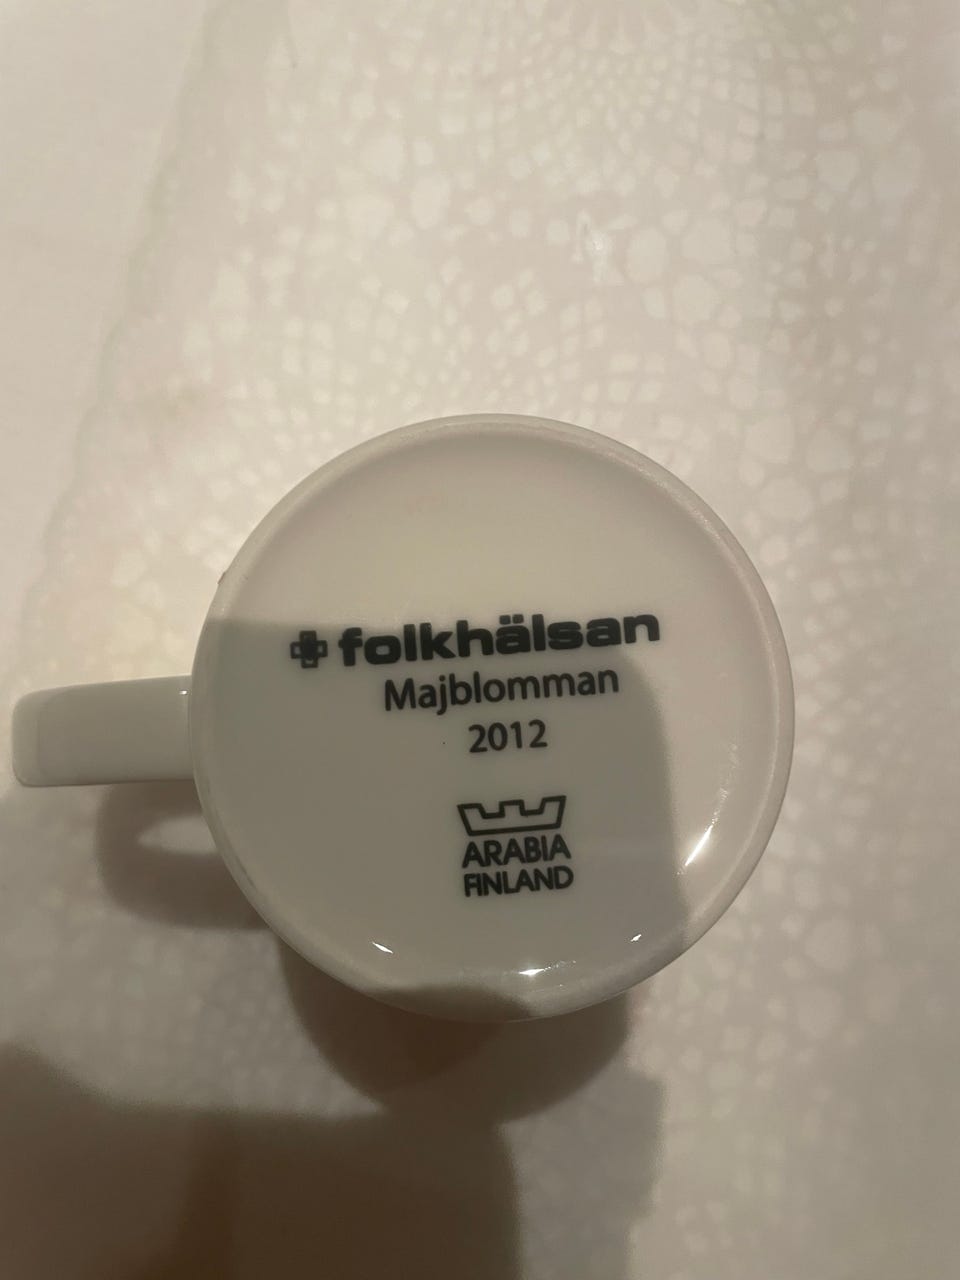 folkhälsan
Majblomman
2012
ARABIA
FINLAND